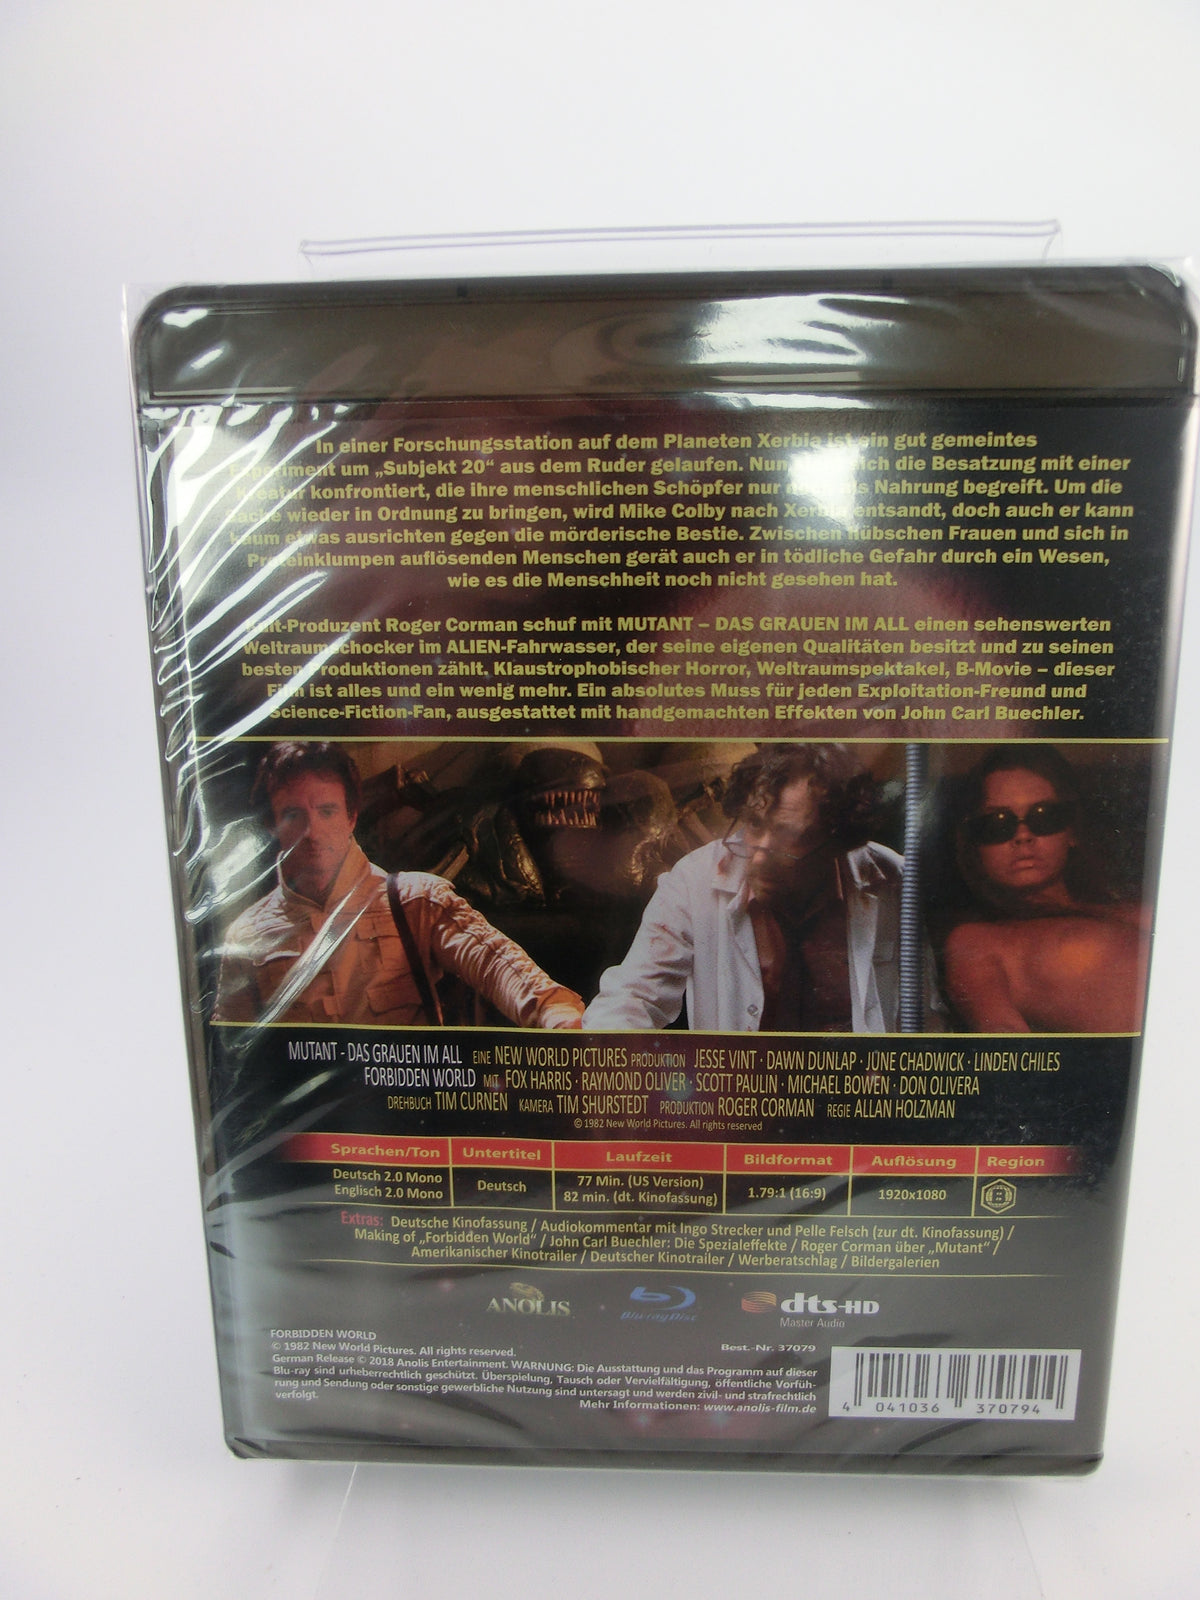 In einer Forschungsstation auf dem Planeten Xerbia ist ein gut gemeintes
Experiment um „Subjekt 20“ aus dem Ruder gelaufen. Nun sich die Besatzung mit einer
Kreatur konfrontiert, die ihre menschlichen Schöpfer nur Nahrung begreift. Um die
Sache wieder in Ordnung zu bringen, wird Mike Colby nach Xerbia entsandt, doch auch er kann
kaum etwas ausrichten gegen die mörderische Bestie. Zwischen hübschen Frauen und sich in
Proteinklumpen auflösenden Menschen gerät auch er in tödliche Gefahr durch ein Wesen,
wie es die Menschheit noch nicht gesehen hat.
Kult-Produzent Roger Corman schuf mit MUTANT – DAS GRAUEN IM ALL einen sehenswerten
Weltraumschocker im ALIEN-Fahrwasser, der seine eigenen Qualitäten besitzt und zu seinen
besten Produktionen zählt. Klaustrophobischer Horror, Weltraumspektakel, B-Movie – dieser
Film ist alles und ein wenig mehr. Ein absolutes Muss für jeden Exploitation-Freund und
Science-Fiction-Fan, ausgestattet mit handgemachten Effekten von John Carl Buechler.
MUTANT - DAS GRAUEN IM ALL EINE NEW WORLD PICTURES PRODUKTION JESSE VINT · DAWN DUNLAP · JUNE CHADWICK · LINDEN CHILES
FORBIDDEN WORLD MIT FOX HARRIS · RAYMOND OLIVER · SCOTT PAULIN · MICHAEL BOWEN · DON OLIVERA
DREHBUCH TIM CURNEN KAMERA TIM SHURSTEDT PRODUKTION ROGER CORMAN REGIE ALLAN HOLZMAN
© 1982 New World Pictures. All rights reserved
Sprachen/Ton Untertitel Laufzeit Bildformat Auflösung Region
Deutsch 2.0 Mono
Englisch 2.0 Mono
Deutsch
77 Min. (US Version)
82 min. (dt. Kinofassung)
1.79:1 (16:9)
1920x1080
B
Extras: Deutsche Kinofassung / Audiokommentar mit Ingo Strecker und Pelle Felsch (zur dt. Kinofassung) /
Making of „Forbidden World“ / John Carl Buechler: Die Spezialeffekte / Roger Corman über „Mutant“ /
Amerikanischer Kinotrailer / Deutscher Kinotrailer / Werberatschlag / Bildergalerien
ANOLIS
Blu-ray Disc
dts-HD
Master Audio
FORBIDDEN WORLD
© 1982 New World Pictures. All rights reserved.
German Release © 2018 Anolis Entertainment. WARNUNG: Die Ausstattung und das Programm auf dieser
Blu-ray sind urheberrechtlich geschützt. Überspielung, Tausch oder Vervielfältigung, öffentliche Vorfüh-
rung und Sendung oder sonstige gewerbliche Nutzung sind untersagt und werden zivil- und strafrechtlich
verfolgt.
Mehr Informationen: www.anolis-film.de
Best.-Nr. 37079
4 041036 370794